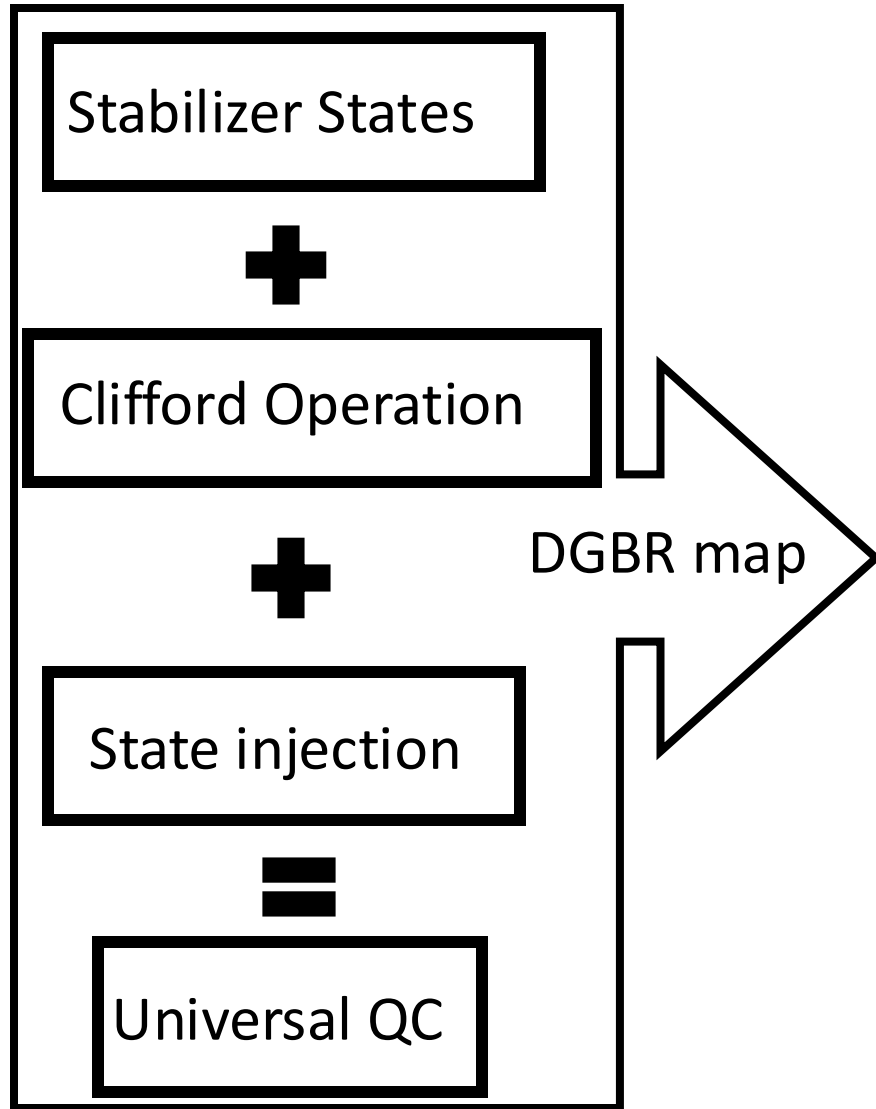 Stabilizer States
Clifford Operation
DGBR map
State injection
Universal QC